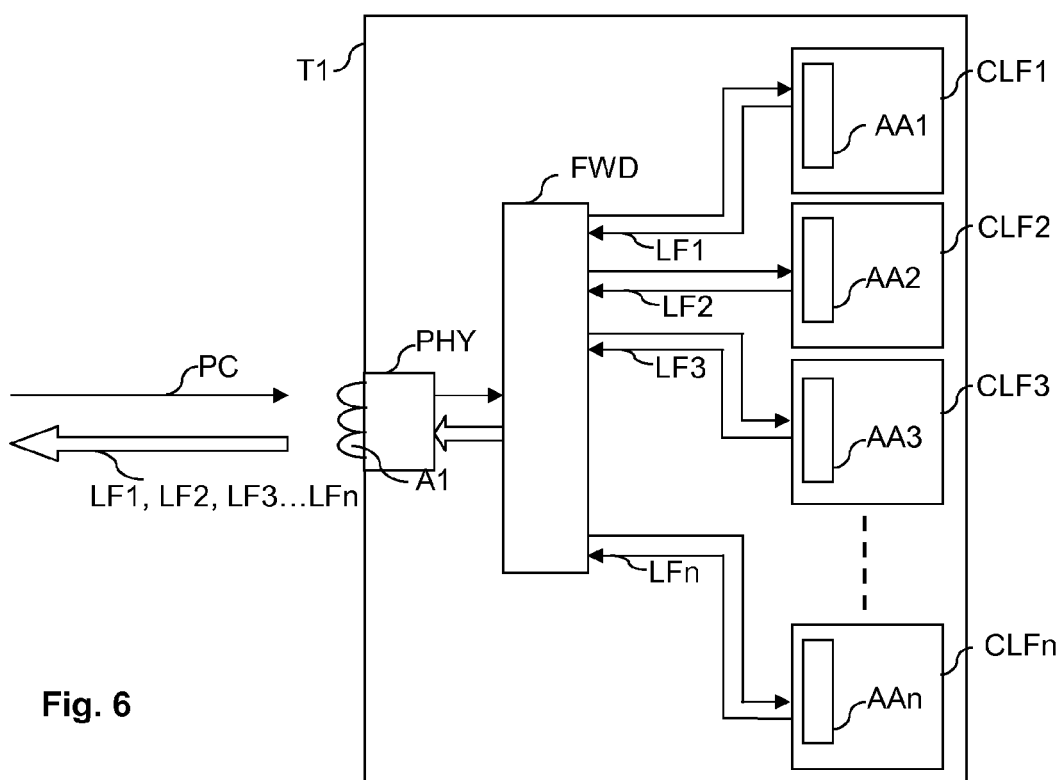 T1
CLF1
AA1
FWD
LF1
CLF2
AA2
LF2
PHY
PC
LF3
CLF3
AA3
A1
LF1, LF2, LF3...LFn
LFn
CLFn
AAn
Fig. 6